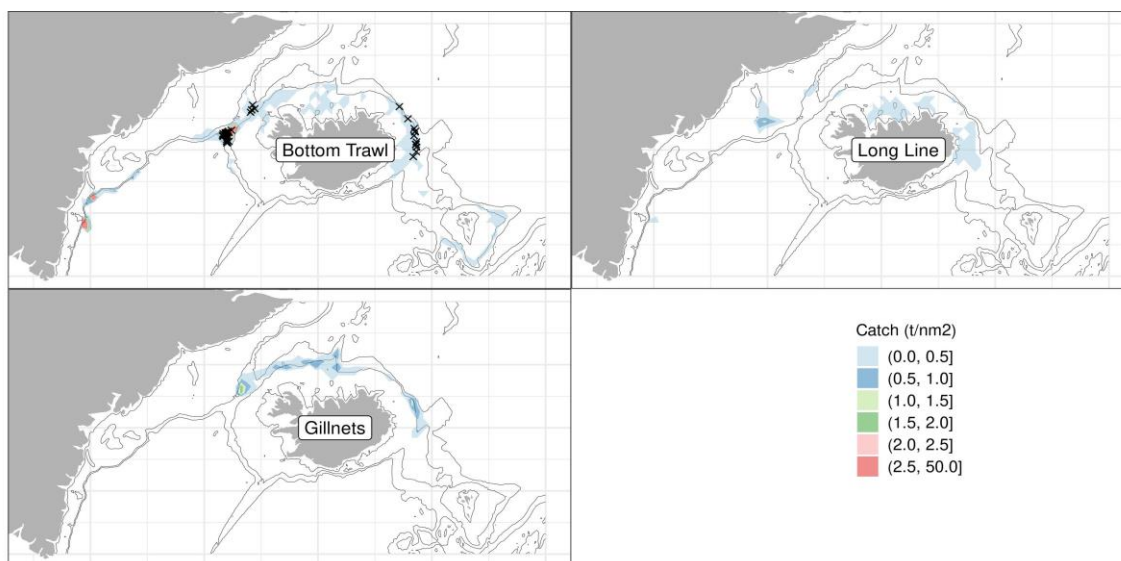 Bottom Trawl
Long Line
Gillnets
Catch (t/nm2)
(0.0, 0.5]
(0.5, 1.0]
(1.0, 1.5]
(1.5, 2.0]
(2.0, 2.5]
(2.5, 50.0]